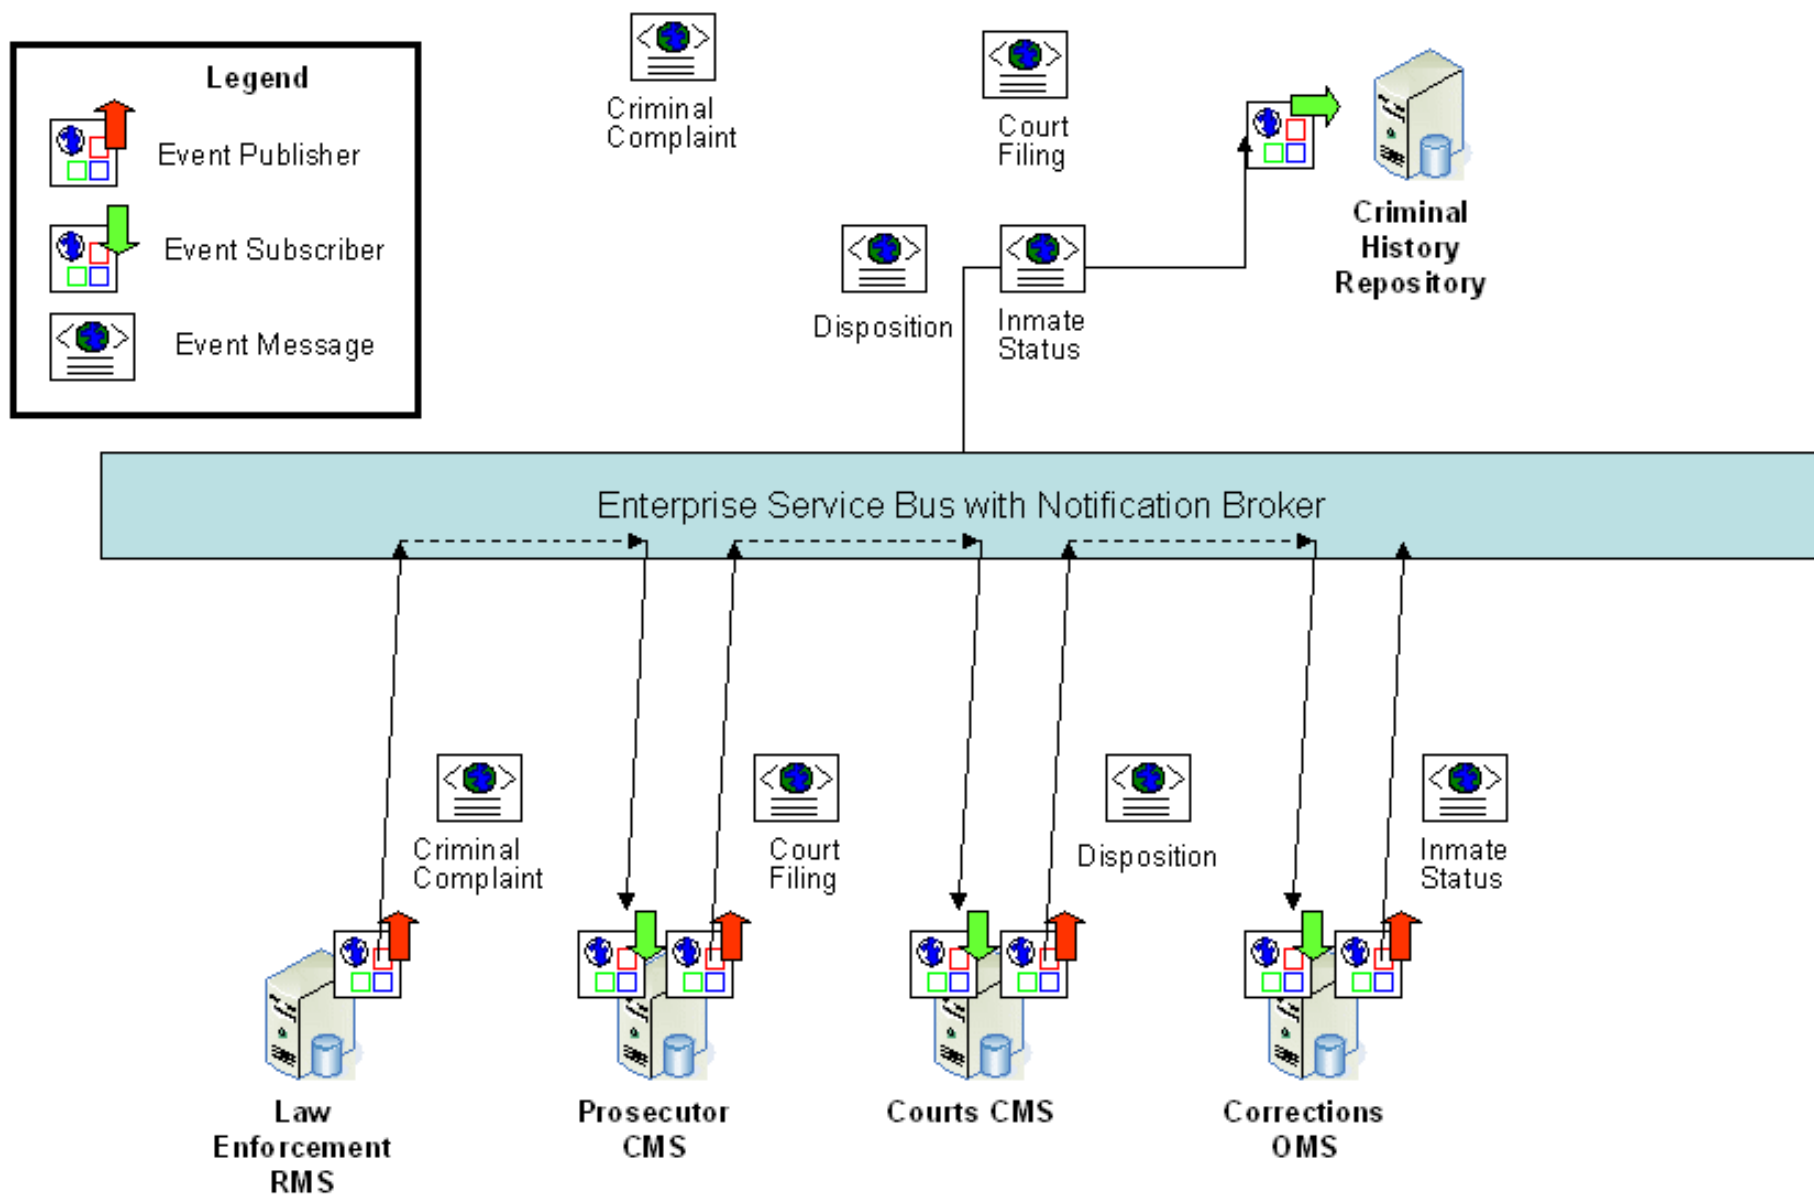 Legend
Event Publisher
Event Subscriber
Event Message
Criminal
Complaint
Court
Filing
Disposition
Inmate
Status
Criminal
History
Repository
Enterprise Service Bus with Notification Broker
Criminal
Complaint
Court
Filing
Disposition
Inmate
Status
Law
Enforcement
RMS
Prosecutor
CMS
Courts CMS
Corrections
OMS